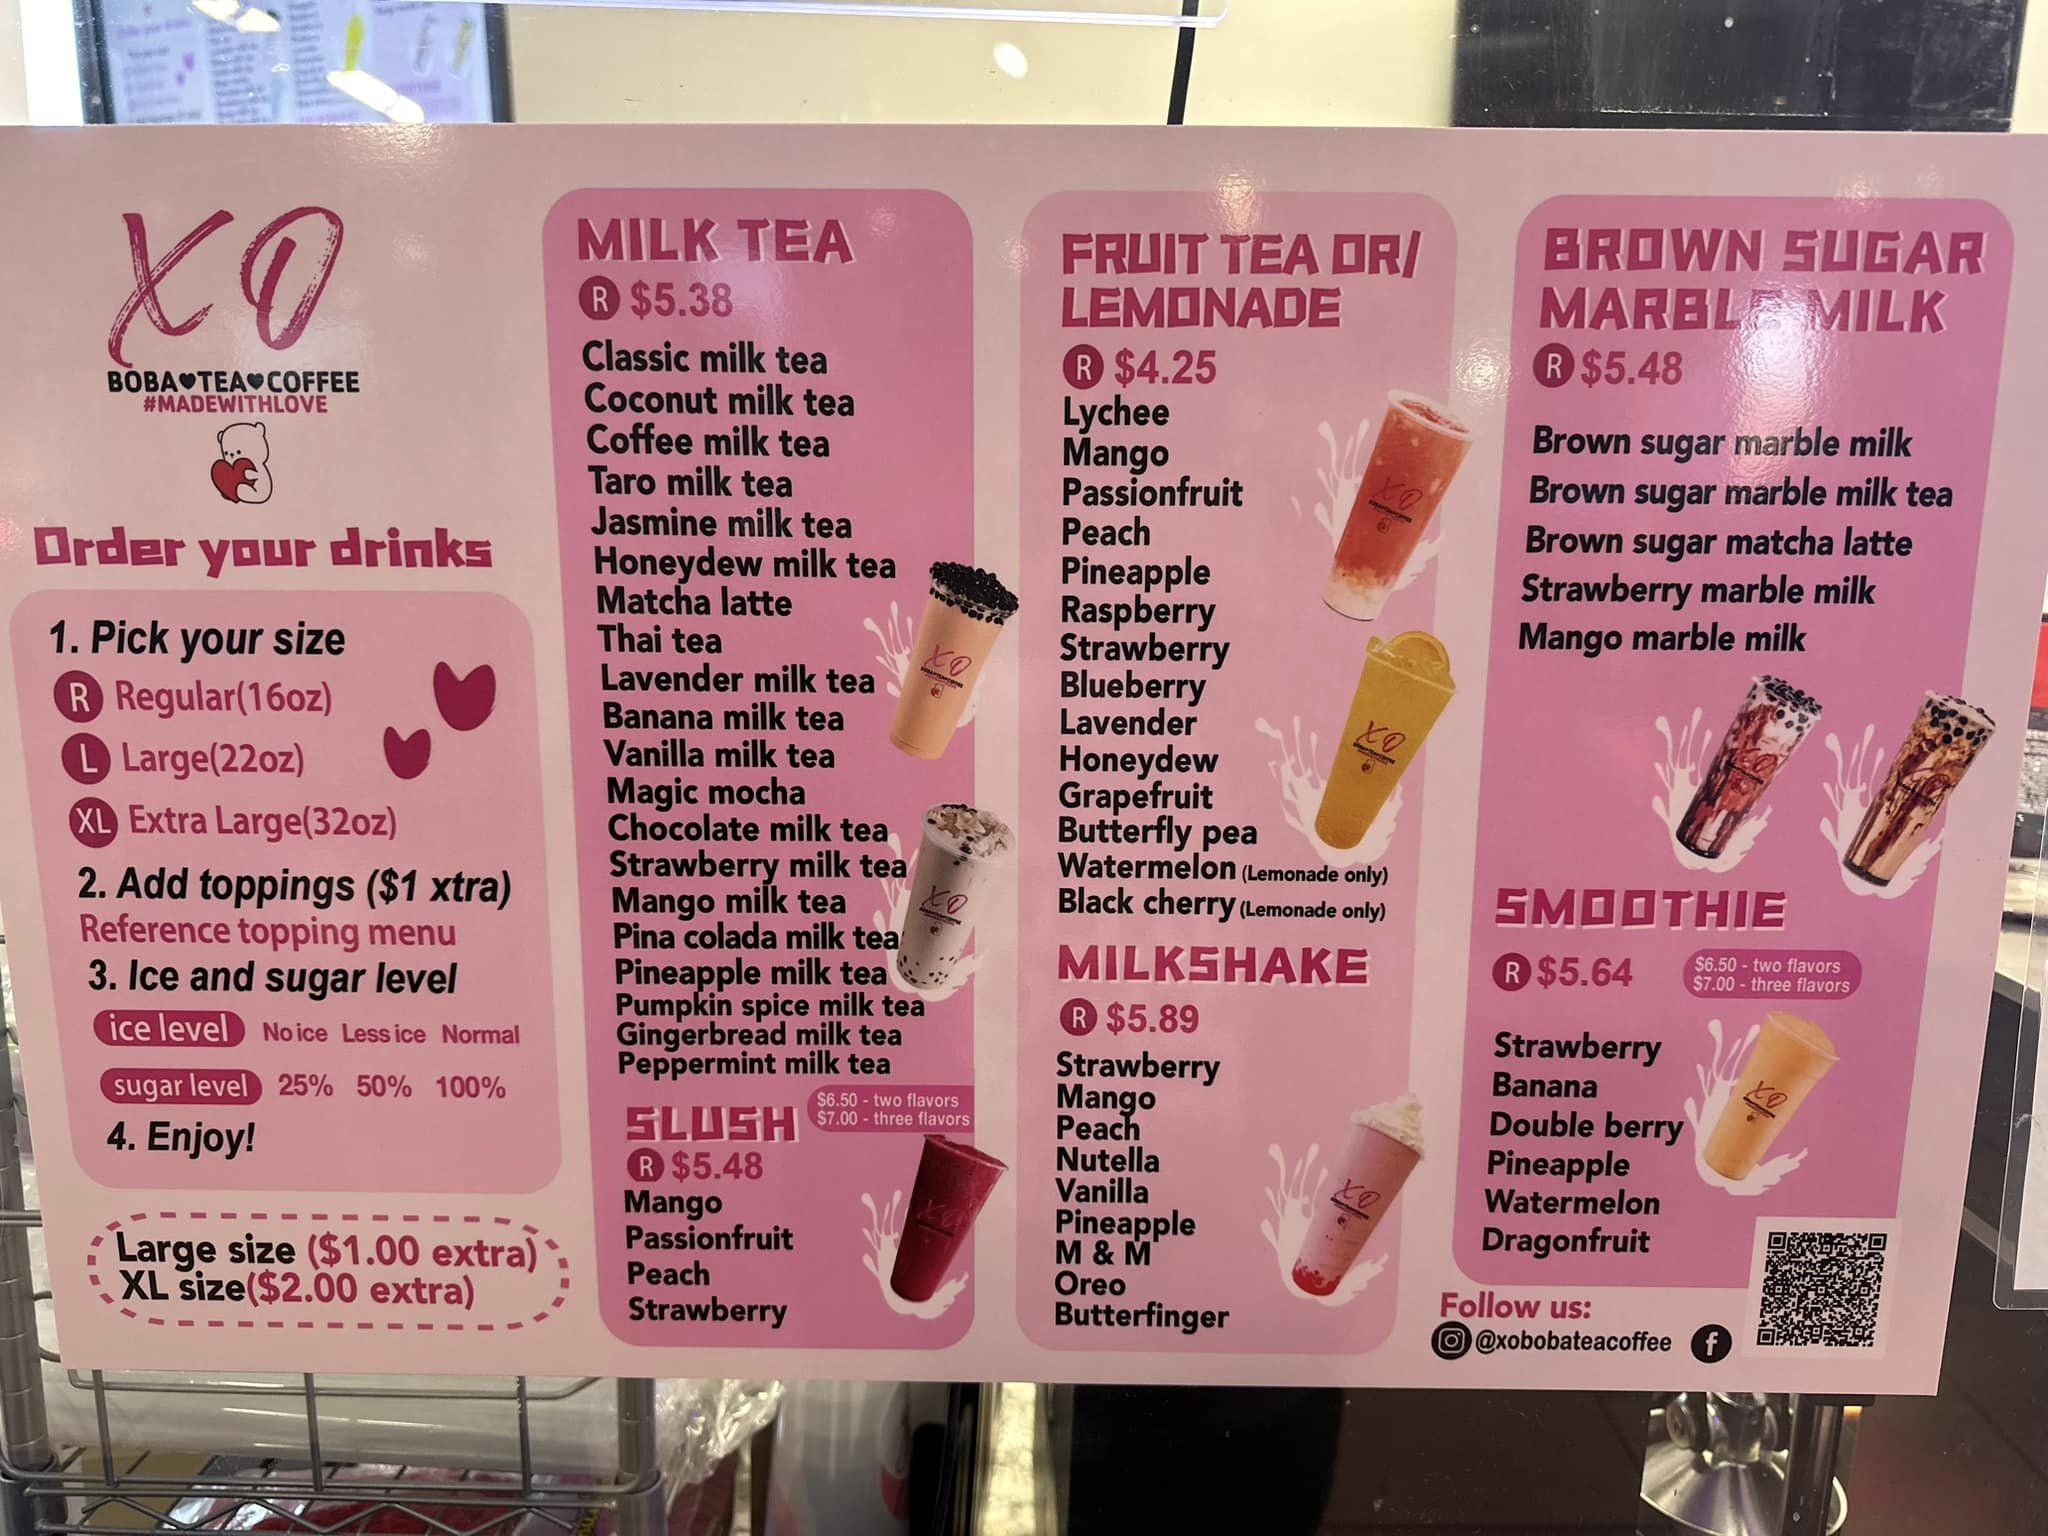 XO
BOBA♥TEA♥COFFEE
#MADEWITHLOVE
Order your drinks
1. Pick your size
R Regular(16oz)
L Large(22oz)
XL Extra Large(32oz)
2. Add toppings ($1 xtra)
Reference topping menu
3. Ice and sugar level
ice level No ice Less ice Normal
sugar level 25% 50% 100%
4. Enjoy!
Large size ($1.00 extra)
XL size($2.00 extra)
MILK TEA
R $5.38
Classic milk tea
Coconut milk tea
Coffee milk tea
Taro milk tea
Jasmine milk tea
Honeydew milk tea
Matcha latte
Thai tea
Lavender milk tea
Banana milk tea
Vanilla milk tea
Magic mocha
Chocolate milk tea
Strawberry milk tea
Mango milk tea
Pina colada milk tea
Pineapple milk tea
Pumpkin spice milk tea
Gingerbread milk tea
Peppermint milk tea
SLUSH
$6.50 - two flavors
$7.00 - three flavors
R $5.48
Mango
Passionfruit
Peach
Strawberry
FRUIT TEA OR/
LEMONADE
R $4.25
Lychee
Mango
Passionfruit
Peach
Pineapple
Raspberry
Strawberry
Blueberry
Lavender
Honeydew
Grapefruit
Butterfly pea
Watermelon (Lemonade only)
Black cherry (Lemonade only)
MILKSHAKE
R $5.89
Strawberry
Mango
Peach
Nutella
Vanilla
Pineapple
M & M
Oreo
Butterfinger
BROWN SUGAR
MARBLE MILK
R $5.48
Brown sugar marble milk
Brown sugar marble milk tea
Brown sugar matcha latte
Strawberry marble milk
Mango marble milk
SMOOTHIE
R $5.64
$6.50 - two flavors
$7.00 - three flavors
Strawberry
Banana
Double berry
Pineapple
Watermelon
Dragonfruit
Follow us:
@xobobateacoffee